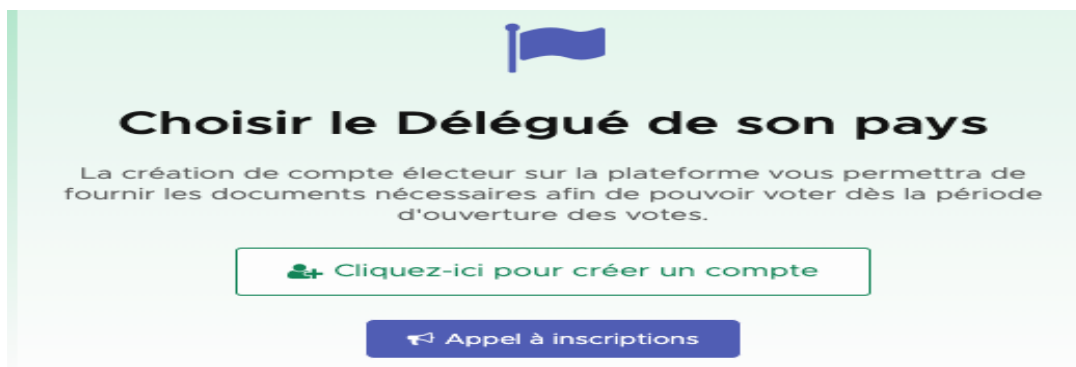 Choisir le Délégué de son pays
La création de compte électeur sur la plateforme vous permettra de
fournir les documents nécessaires afin de pouvoir voter dès la période
d'ouverture des votes.
Cliquez-ici pour créer un compte
Appel à inscriptions